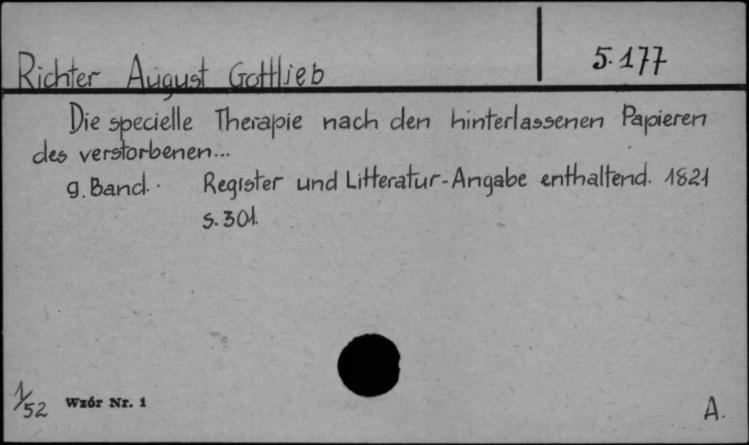 Richter August Gottlieb
5.177
Die specielle Therapie nach den hinterlassenen Papieren
des verstorbenen...
9. Band. Register und Litteratur-Angabe enthaltend. 1821
S. 301.
1/52 Wzór Nr. 1
A.